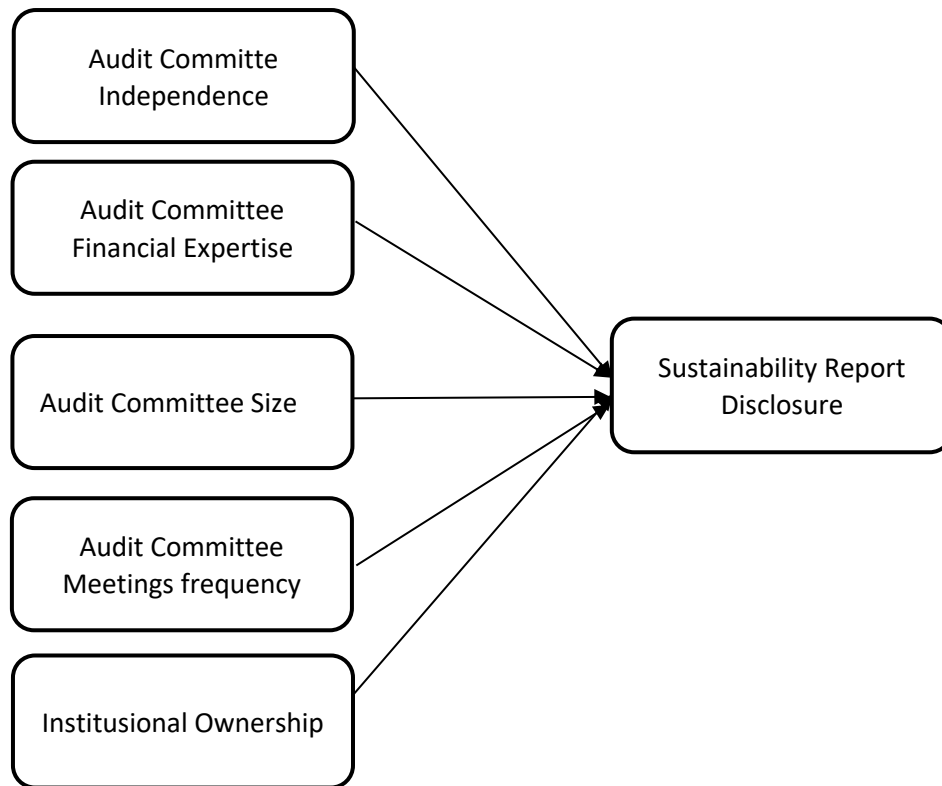 Audit Committe
Independence
Audit Committee
Financial Expertise
Audit Committee Size
Audit Committee
Meetings frequency
Institusional Ownership
Sustainability Report
Disclosure